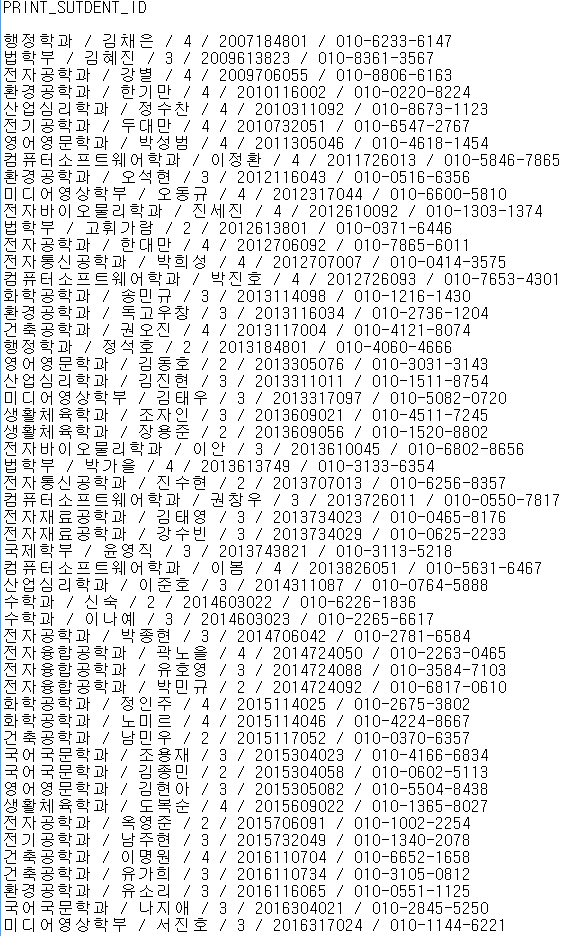 PRINT_SUTDENT_ID
행정학과 / 김채은 / 4 / 2007184801 / 010-6233-6147
법학부 / 김혜진 / 3 / 2009613823 / 010-8361-3567
전자공학과 / 강별 / 4 / 2009706055 / 010-8806-6163
환경공학과 / 한기만 / 4 / 2010116002 / 010-0220-8224
산업심리학과 / 정수찬 / 4 / 2010311092 / 010-8673-1123
전기공학과 / 두대만 / 4 / 2010732051 / 010-6547-2767
영어영문학과 / 박성범 / 4 / 2011305046 / 010-4618-1454
컴퓨터소프트웨어학과 / 이정환 / 4 / 2011726013 / 010-5846-7865
환경공학과 / 오석현 / 3 / 2012116043 / 010-0516-6356
미디어영상학부 / 오동규 / 4 / 2012317044 / 010-6600-5810
전자바이오물리학과 / 진세진 / 4 / 2012610092 / 010-1303-1374
법학부 / 고휘가람 / 2 / 2012613801 / 010-0371-6446
전자공학과 / 한대만 / 4 / 2012706092 / 010-7865-6011
전자통신공학과 / 박희성 / 4 / 2012707007 / 010-0414-3575
컴퓨터소프트웨어학과 / 박진호 / 4 / 2012726093 / 010-7653-4301
화학공학과 / 송민규 / 3 / 2013114098 / 010-1216-1430
환경공학과 / 독고우창 / 3 / 2013116034 / 010-2736-1204
건축공학과 / 권오진 / 4 / 2013117004 / 010-4121-8074
행정학과 / 정석호 / 2 / 2013184801 / 010-4060-4666
영어영문학과 / 김동호 / 2 / 2013305076 / 010-3031-3143
산업심리학과 / 김진현 / 3 / 2013311011 / 010-1511-8754
미디어영상학부 / 김태우 / 3 / 2013317097 / 010-5082-0720
생활체육학과 / 조자인 / 3 / 2013609021 / 010-4511-7245
생활체육학과 / 장용준 / 2 / 2013609056 / 010-1520-8802
전자바이오물리학과 / 이안 / 3 / 2013610045 / 010-6802-8656
법학부 / 박가을 / 4 / 2013613749 / 010-3133-6354
전자통신공학과 / 진수현 / 2 / 2013707013 / 010-6256-8357
컴퓨터소프트웨어학과 / 권창우 / 3 / 2013726011 / 010-0550-7817
전자재료공학과 / 김태영 / 3 / 2013734023 / 010-0465-8176
전자재료공학과 / 강수빈 / 3 / 2013734029 / 010-0625-2233
국제학부 / 윤영직 / 3 / 2013743821 / 010-3113-5218
컴퓨터소프트웨어학과 / 이봄 / 4 / 2013826051 / 010-5631-6467
산업심리학과 / 이준호 / 3 / 2014311087 / 010-0764-5888
수학과 / 신숙 / 2 / 2014603022 / 010-6226-1836
수학과 / 이나예 / 3 / 2014603023 / 010-2265-6617
전자공학과 / 박종현 / 3 / 2014706042 / 010-2781-6584
전자융합공학과 / 곽노을 / 4 / 2014724050 / 010-2263-0465
전자융합공학과 / 유호영 / 3 / 2014724088 / 010-3584-7103
전자융합공학과 / 박민규 / 2 / 2014724092 / 010-6817-0610
화학공학과 / 정인주 / 4 / 2015114025 / 010-2675-3802
화학공학과 / 노미르 / 4 / 2015114046 / 010-4224-8667
건축공학과 / 남민우 / 2 / 2015117052 / 010-0370-6357
국어국문학과 / 조용재 / 3 / 2015304023 / 010-4166-6834
국어국문학과 / 김종민 / 2 / 2015304058 / 010-0602-5113
영어영문학과 / 김현아 / 3 / 2015305082 / 010-5504-8438
생활체육학과 / 도복순 / 4 / 2015609022 / 010-1365-8027
전자공학과 / 옥영준 / 2 / 2015706091 / 010-1002-2254
전기공학과 / 남주현 / 3 / 2015732049 / 010-1340-2078
건축공학과 / 이명원 / 4 / 2016110704 / 010-6652-1658
건축공학과 / 유가희 / 3 / 2016110734 / 010-3105-0812
환경공학과 / 유소리 / 3 / 2016116065 / 010-0551-1125
국어국문학과 / 나지애 / 3 / 2016304021 / 010-2845-5250
미디어영상학부 / 서진호 / 3 / 2016317024 / 010-1144-6221